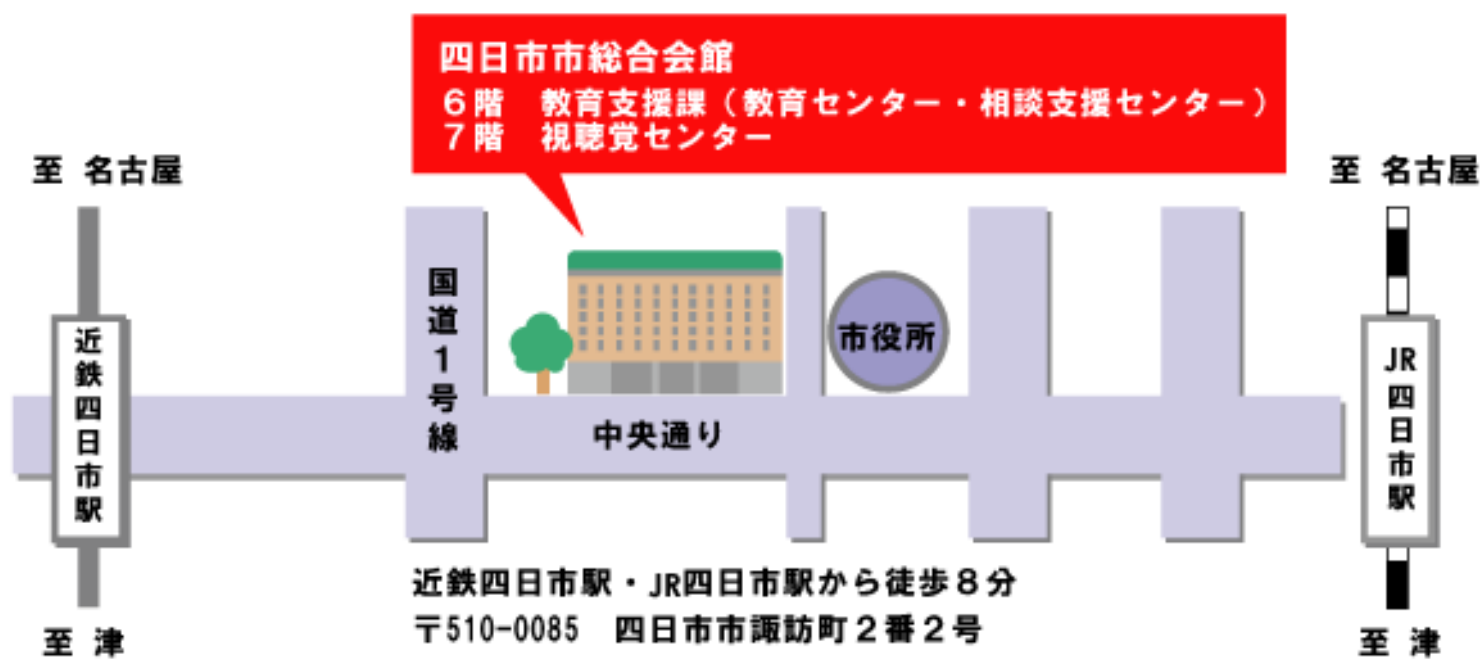 四日市市総合会館
６階　教育支援課（教育センター・相談支援センター）
７階　視聴覚センター
至 名古屋
至 名古屋
国道１号線
市役所
近鉄四日市駅
JR四日市駅
中央通り
近鉄四日市駅・JR四日市駅から徒歩８分
〒510-0085　四日市市諏訪町２番２号
至 津
至 津